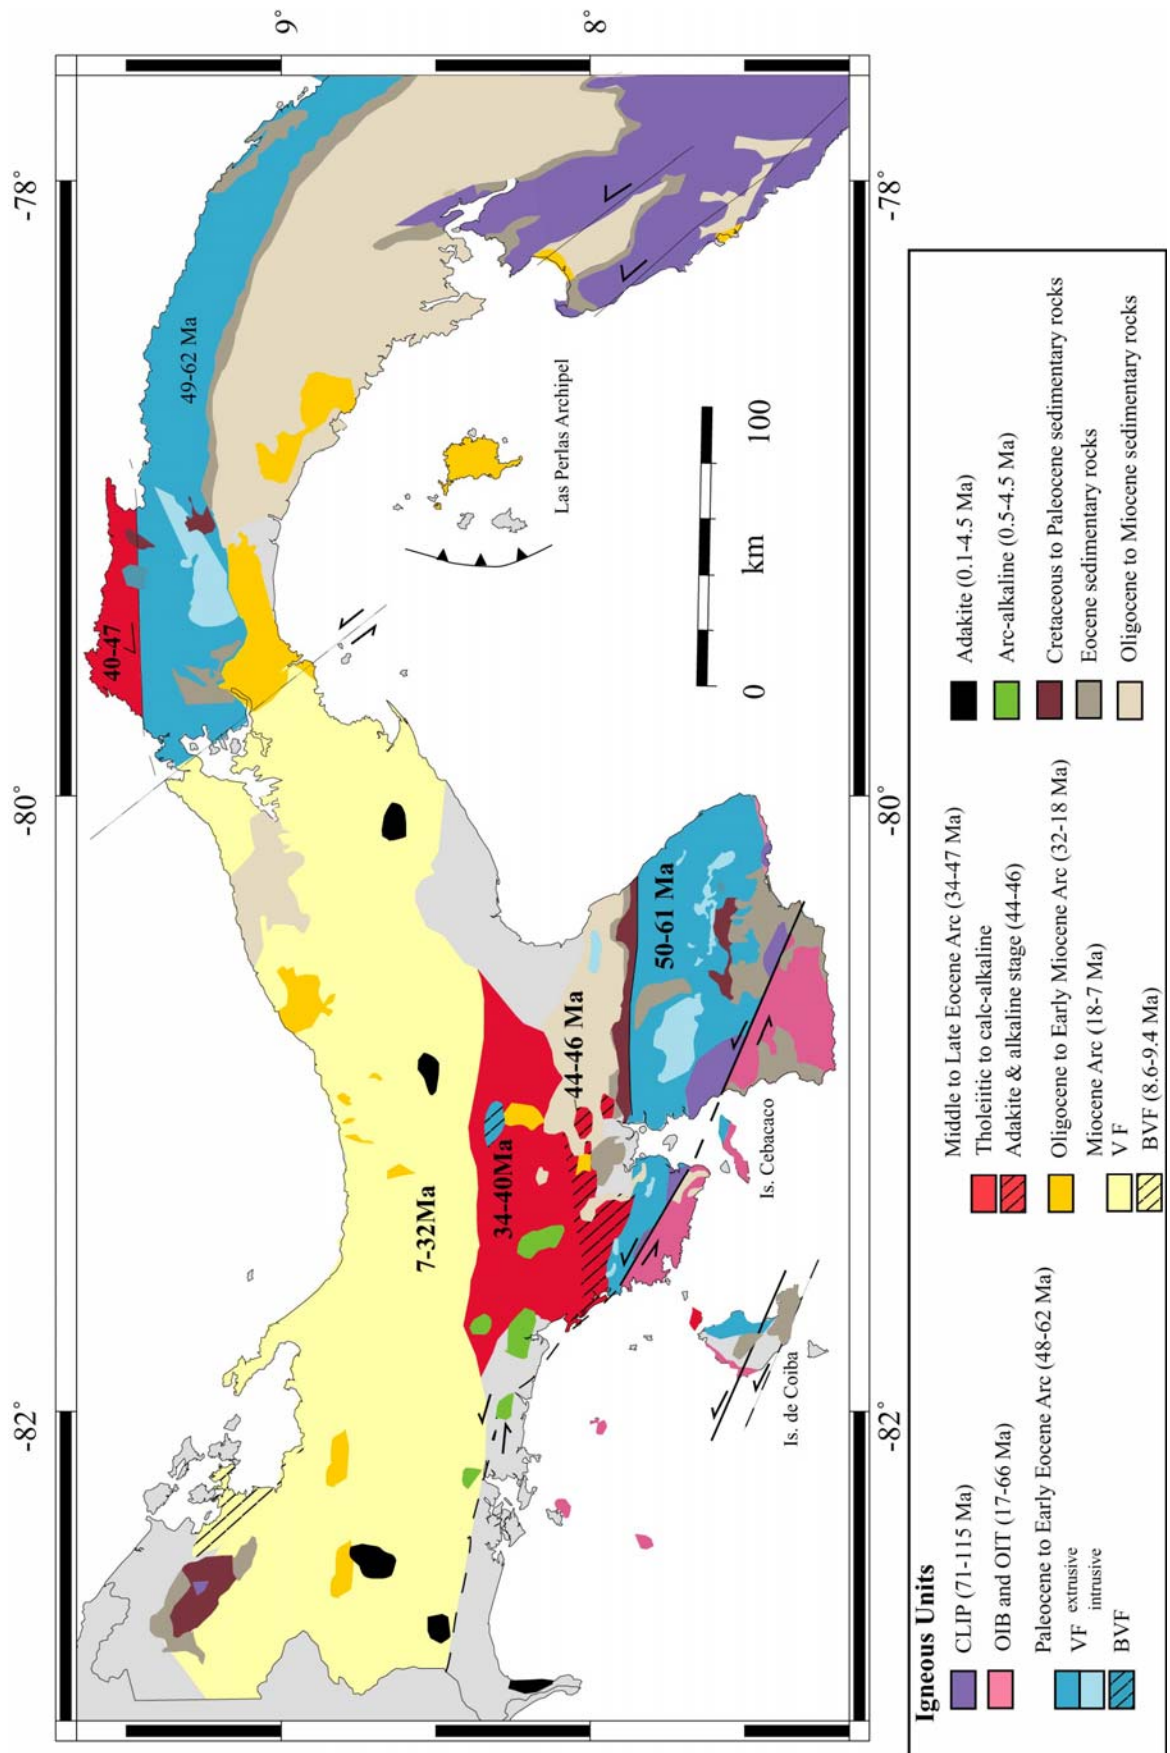 -82°
-80°
-78°
9°
8°
40-47
49-62 Ma
7-32Ma
34-40Ma
44-46 Ma
50-61 Ma
Las Perlas Archipel
Is. Cebacaco
Is. de Coiba
0 km 100
-82°
-80°
-78°
Igneous Units
CLIP (71-115 Ma)
OIB and OIT (17-66 Ma)
Paleocene to Early Eocene Arc (48-62 Ma)
VF extrusive
intrusive
BVF
Middle to Late Eocene Arc (34-47 Ma)
Tholeiitic to calc-alkaline
Adakite & alkaline stage (44-46)
Oligocene to Early Miocene Arc (32-18 Ma)
Miocene Arc (18-7 Ma)
V F
BVF (8.6-9.4 Ma)
Adakite (0.1-4.5 Ma)
Arc-alkaline (0.5-4.5 Ma)
Cretaceous to Paleocene sedimentary rocks
Eocene sedimentary rocks
Oligocene to Miocene sedimentary rocks